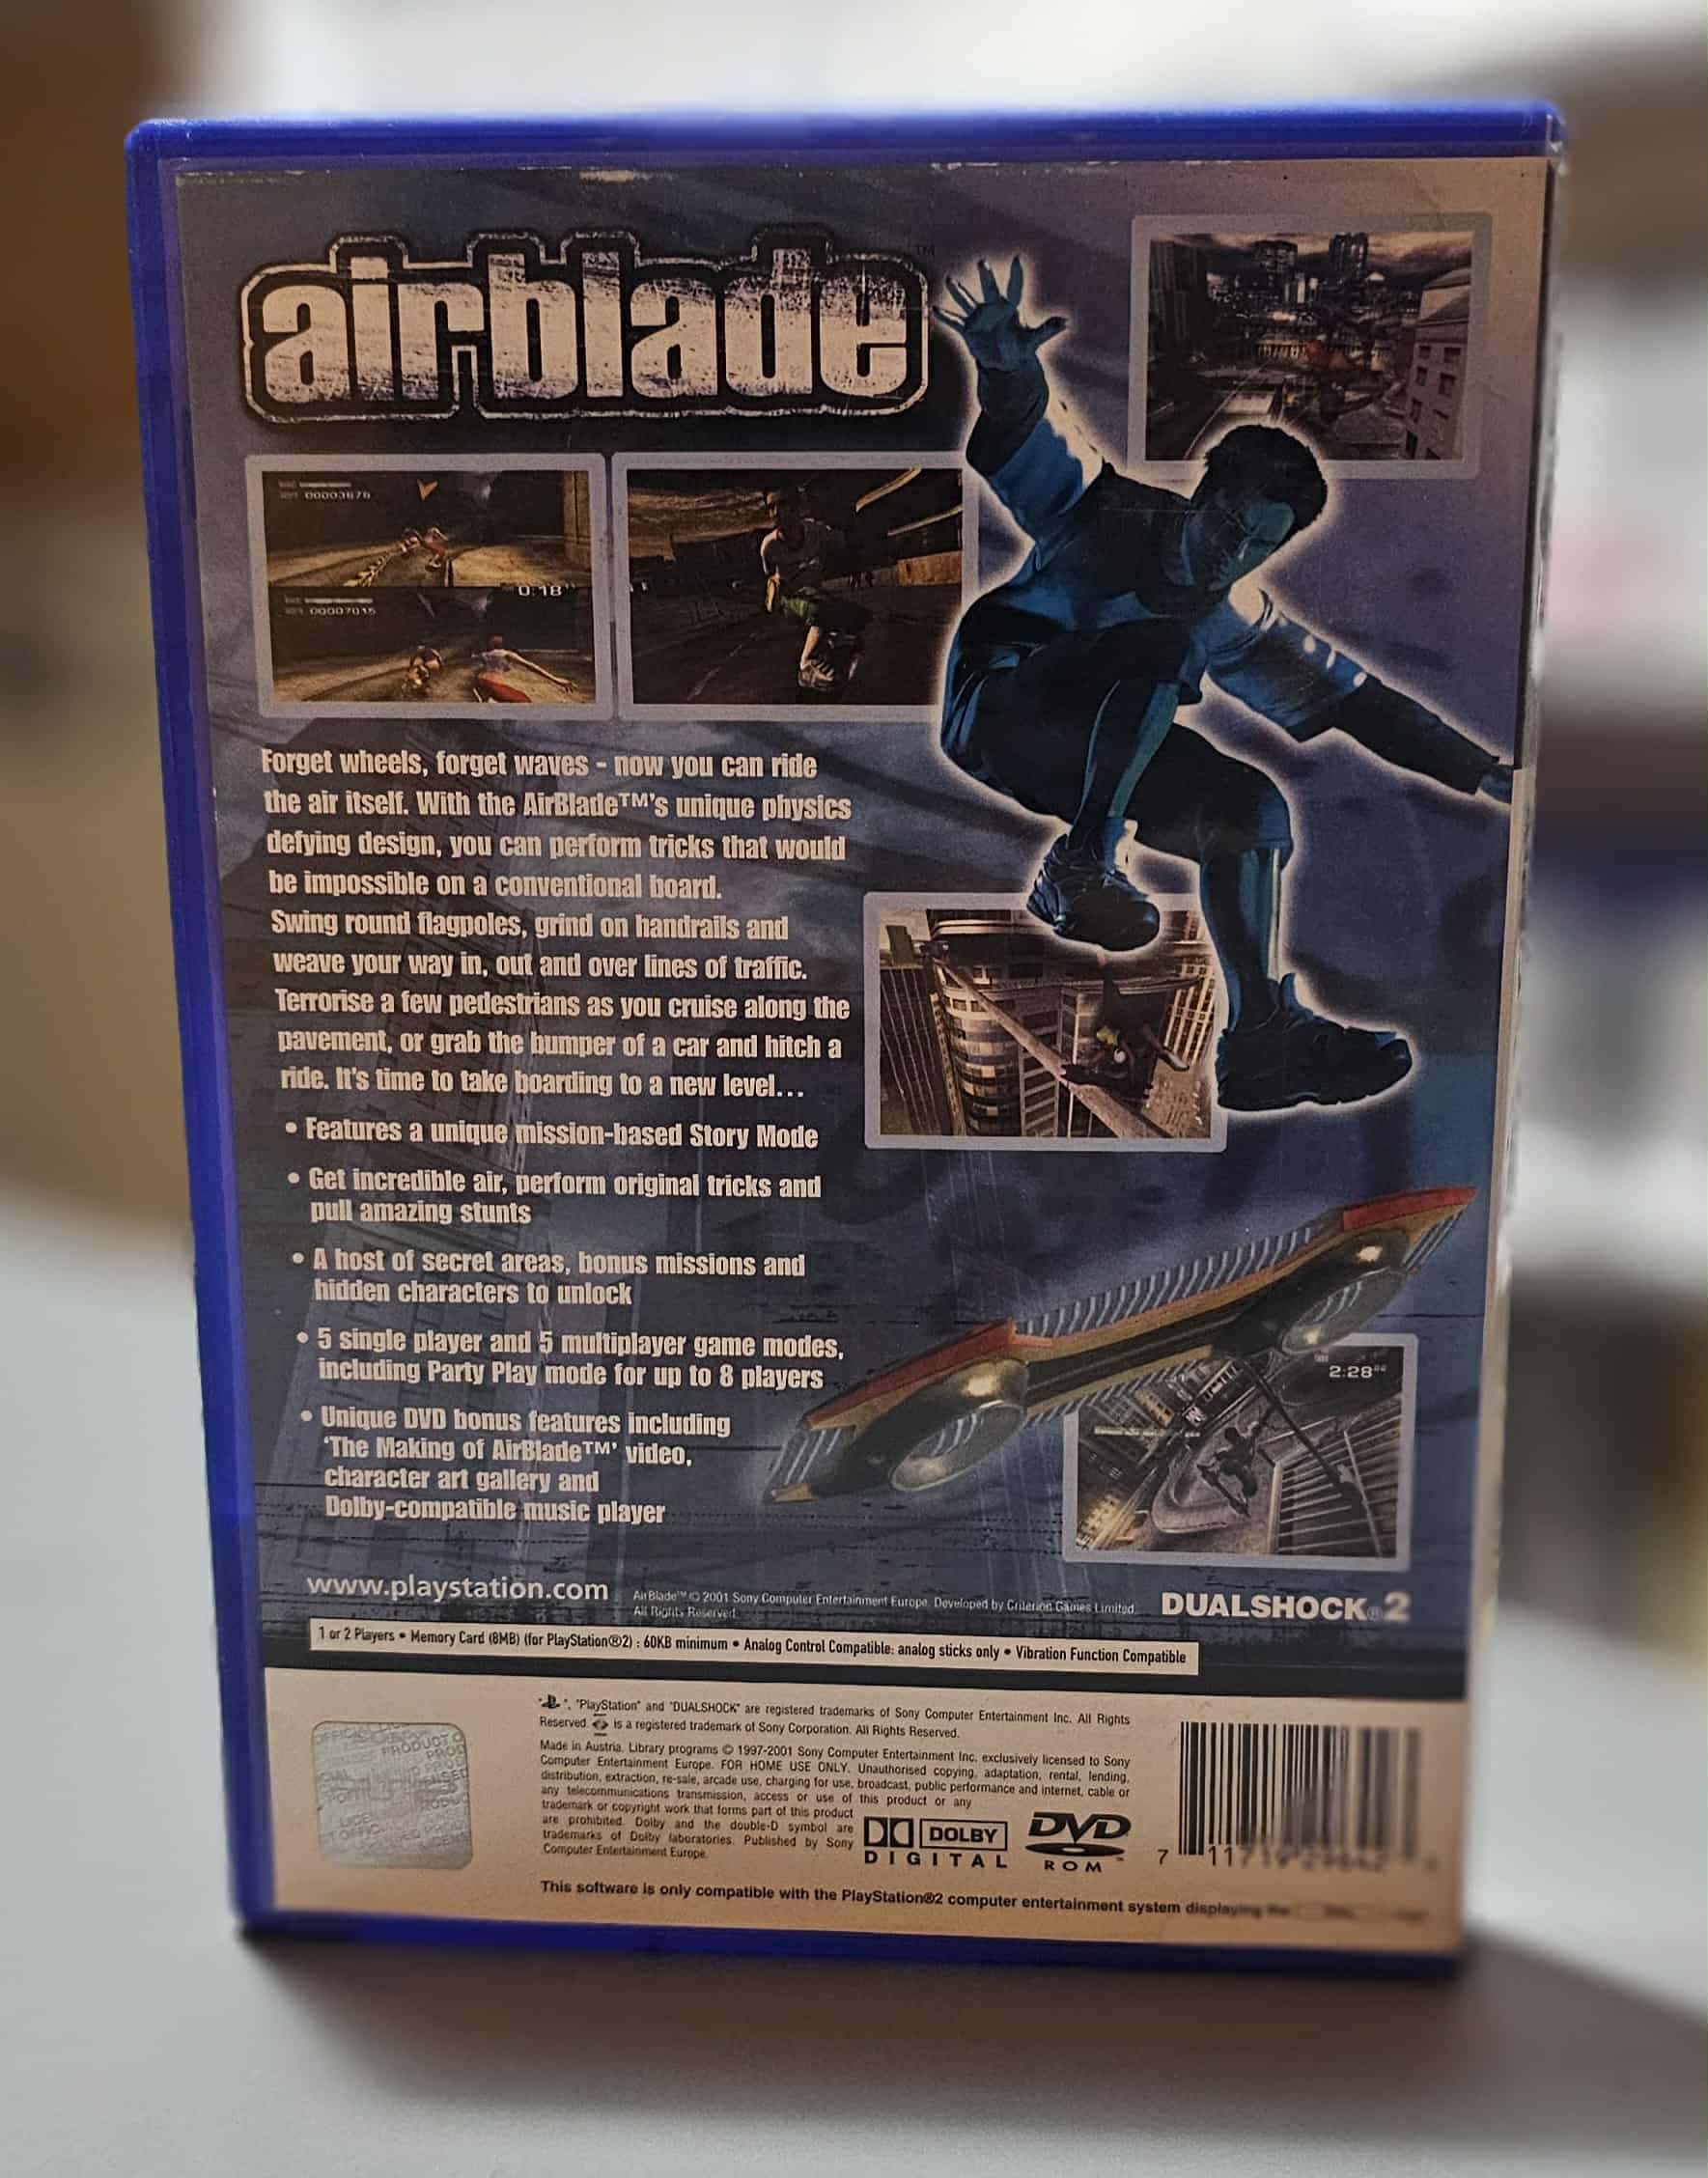 airblade™
00003676
0:18
00007015
Forget wheels, forget waves - now you can ride
the air itself. With the AirBlade™'s unique physics
defying design, you can perform tricks that would
be impossible on a conventional board.
Swing round flagpoles, grind on handrails and
weave your way in, out and over lines of traffic.
Terrorise a few pedestrians as you cruise along the
pavement, or grab the bumper of a car and hitch a
ride. It's time to take boarding to a new level...
• Features a unique mission-based Story Mode
• Get incredible air, perform original tricks and
pull amazing stunts
• A host of secret areas, bonus missions and
hidden characters to unlock
• 5 single player and 5 multiplayer game modes,
including Party Play mode for up to 8 players
• Unique DVD bonus features including
'The Making of AirBlade™' video,
character art gallery and
Dolby-compatible music player
2:28
www.playstation.com
AirBlade™ © 2001 Sony Computer Entertainment Europe. Developed by Criterion Games Limited.
All Rights Reserved.
DUALSHOCK®2
1 or 2 Players • Memory Card (8MB) (for PlayStation®2) : 60KB minimum • Analog Control Compatible: analog sticks only • Vibration Function Compatible
"PlayStation" and "DUALSHOCK" are registered trademarks of Sony Computer Entertainment Inc. All Rights
Reserved. is a registered trademark of Sony Corporation. All Rights Reserved.
Made in Austria. Library programs © 1997-2001 Sony Computer Entertainment Inc. exclusively licensed to Sony
Computer Entertainment Europe. FOR HOME USE ONLY. Unauthorised copying, adaptation, rental, lending,
distribution, extraction, re-sale, arcade use, charging for use, broadcast, public performance and internet, cable or
any telecommunications transmission, access or use of this product or any
trademark or copyright work that forms part of this product
are prohibited. Dolby and the double-D symbol are
trademarks of Dolby laboratories. Published by Sony
Computer Entertainment Europe.
DOLBY
DIGITAL
DVD
ROM
7 11719
PRODUCT
This software is only compatible with the PlayStation®2 computer entertainment system displaying the